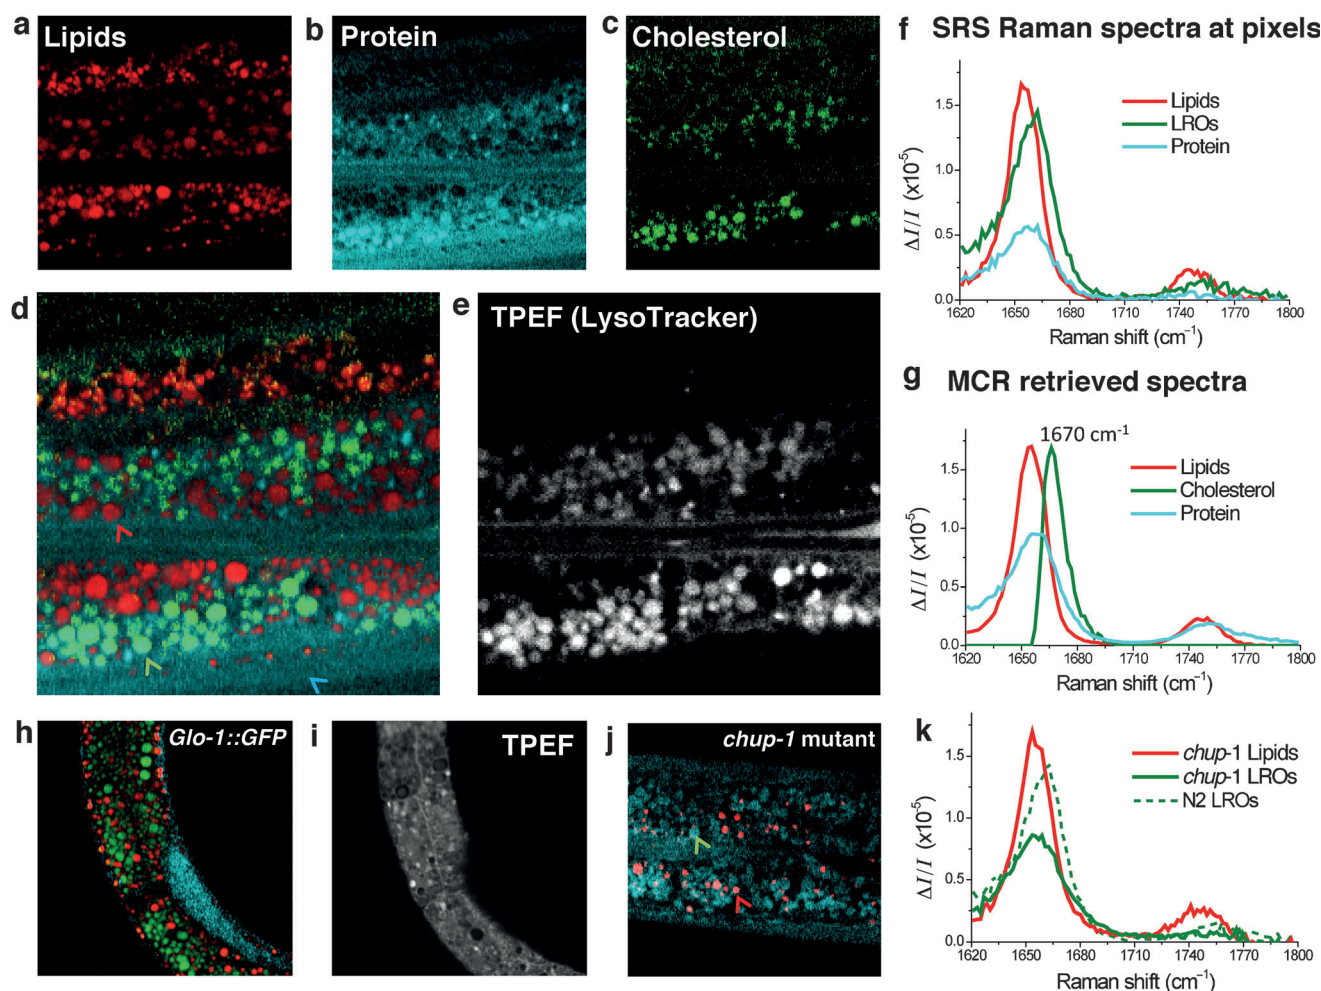 a Lipids
b Protein
c Cholesterol
f SRS Raman spectra at pixels
Lipids
LROs
Protein
ΔI/I (x10⁻⁵)
1.5
1.0
0.5
0.0
1620 1650 1680 1710 1740 1770 1800
Raman shift (cm⁻¹)
d
e TPEF (LysoTracker)
g MCR retrieved spectra
1670 cm⁻¹
Lipids
Cholesterol
Protein
ΔI/I (x10⁻⁵)
1.5
1.0
0.5
0.0
1620 1650 1680 1710 1740 1770 1800
Raman shift (cm⁻¹)
h Glo-1::GFP
i TPEF
j chup-1 mutant
k
chup-1 Lipids
chup-1 LROs
N2 LROs
ΔI/I (x10⁻⁵)
1.5
1.0
0.5
0.0
1620 1650 1680 1710 1740 1770 1800
Raman shift (cm⁻¹)